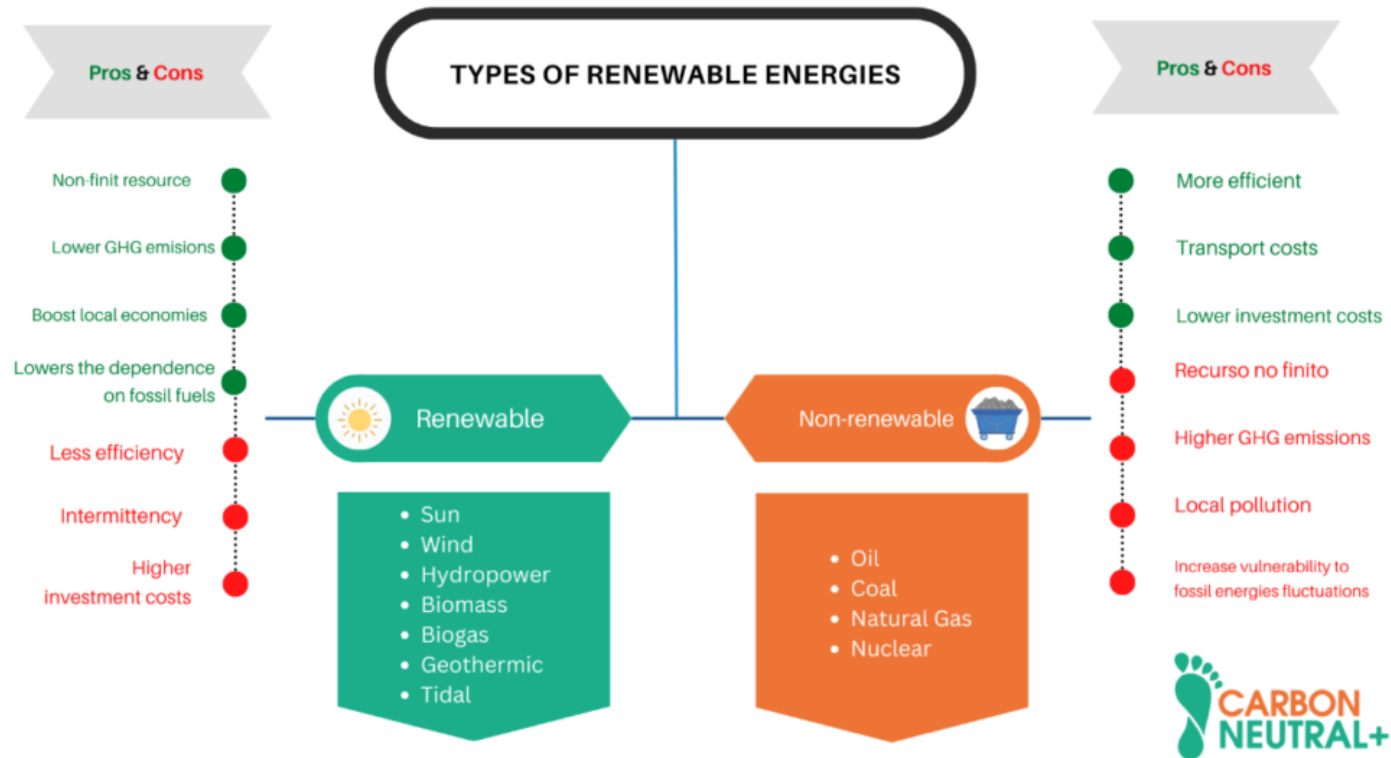 Pros & Cons
TYPES OF RENEWABLE ENERGIES
Pros & Cons
Non-finit resource
Lower GHG emisions
Boost local economies
Lowers the dependence
on fossil fuels
Less efficiency
Intermittency
Higher
investment costs
Renewable
Sun
Wind
Hydropower
Biomass
Biogas
Geothermic
Tidal
Non-renewable
Oil
Coal
Natural Gas
Nuclear
More efficient
Transport costs
Lower investment costs
Recurso no finito
Higher GHG emissions
Local pollution
Increase vulnerability to
fossil energies fluctuations
CARBON
NEUTRAL+